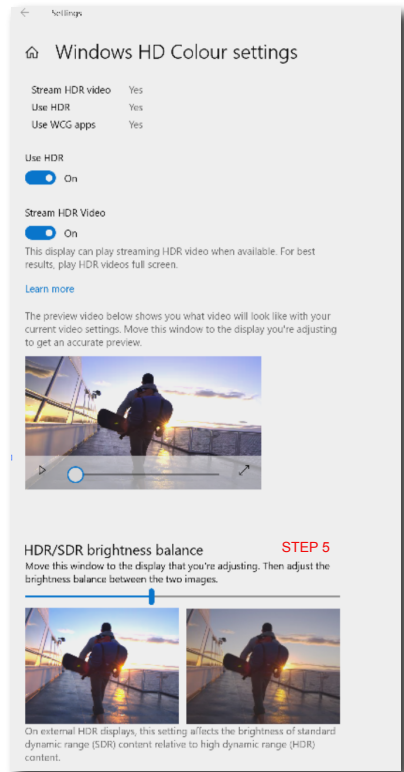 Settings
Windows HD Colour settings
Stream HDR video Yes
Use HDR Yes
Use WCG apps Yes
Use HDR
On
Stream HDR Video
On
This display can play streaming HDR video when available. For best
results, play HDR videos full screen.
Learn more
The preview video below shows you what video will look like with your
current video settings. Move this window to the display you're adjusting
to get an accurate preview.
HDR/SDR brightness balance STEP 5
Move this window to the display that you're adjusting. Then adjust the
brightness balance between the two images.
On external HDR displays, this setting affects the brightness of standard
dynamic range (SDR) content relative to high dynamic range (HDR)
content.